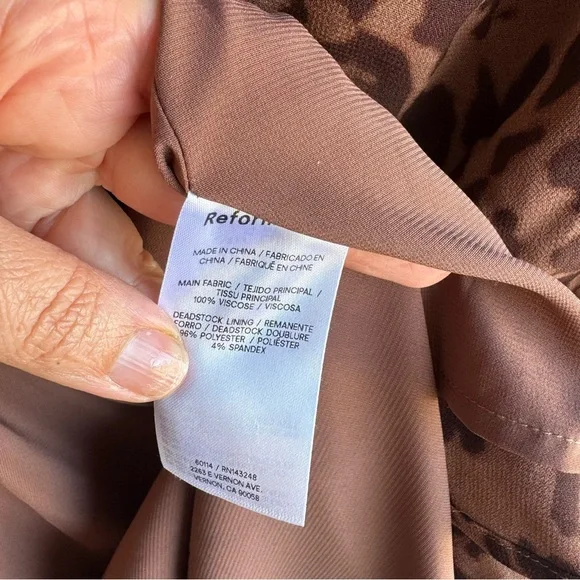 MADE IN CHINA / FABRICADO EN
CHINA / FABRIQUÉ EN CHINE
MAIN FABRIC / TEJIDO PRINCIPAL /
TISSU PRINCIPAL
100% VISCOSE / VISCOSA
DEADSTOCK LINING / REMANENTE
FORRO / DEADSTOCK DOUBLURE
96% POLYESTER / POLIÉSTER
4% SPANDEX
60114 / RN143248
2263 E VERNON AVE.
VERNON, CA 90058